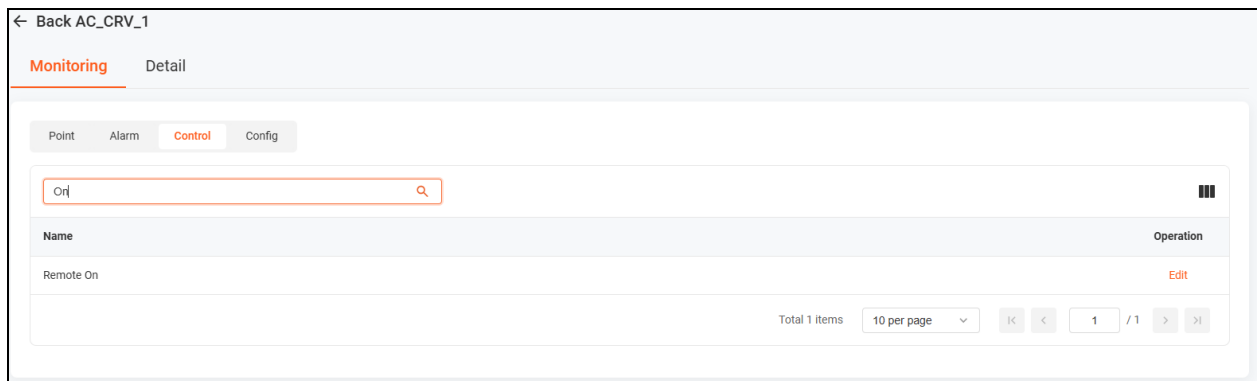 ← Back AC_CRV_1
Monitoring Detail
Point Alarm Control Config
On
Name Operation
Remote On Edit
Total 1 items 10 per page 1 / 1